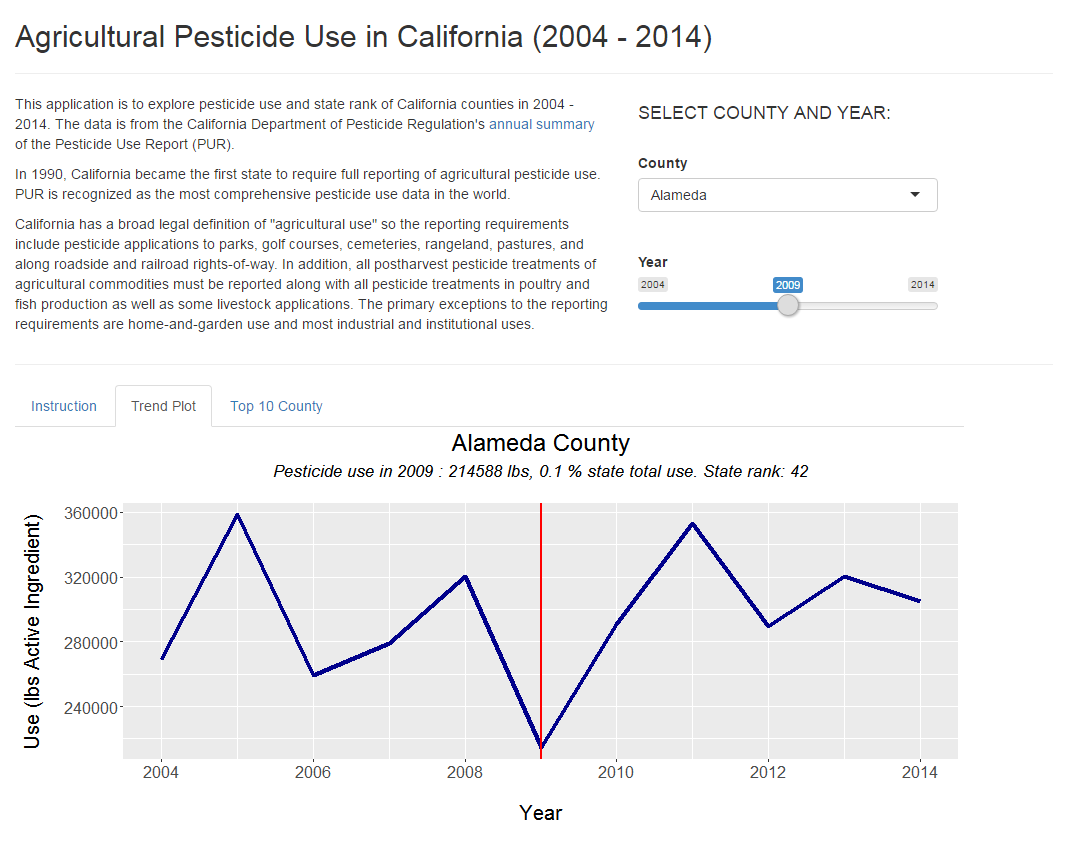 Agricultural Pesticide Use in California (2004 - 2014)
This application is to explore pesticide use and state rank of California counties in 2004 -
2014. The data is from the California Department of Pesticide Regulation's annual summary
of the Pesticide Use Report (PUR).
In 1990, California became the first state to require full reporting of agricultural pesticide use.
PUR is recognized as the most comprehensive pesticide use data in the world.
California has a broad legal definition of "agricultural use" so the reporting requirements
include pesticide applications to parks, golf courses, cemeteries, rangeland, pastures, and
along roadside and railroad rights-of-way. In addition, all postharvest pesticide treatments of
agricultural commodities must be reported along with all pesticide treatments in poultry and
fish production as well as some livestock applications. The primary exceptions to the reporting
requirements are home-and-garden use and most industrial and institutional uses.
SELECT COUNTY AND YEAR:
County
Alameda
Year
2004 2009 2014
Instruction Trend Plot Top 10 County
Alameda County
Pesticide use in 2009 : 214588 lbs, 0.1 % state total use. State rank: 42
Use (lbs Active Ingredient)
360000
320000
280000
240000
2004 2006 2008 2010 2012 2014
Year